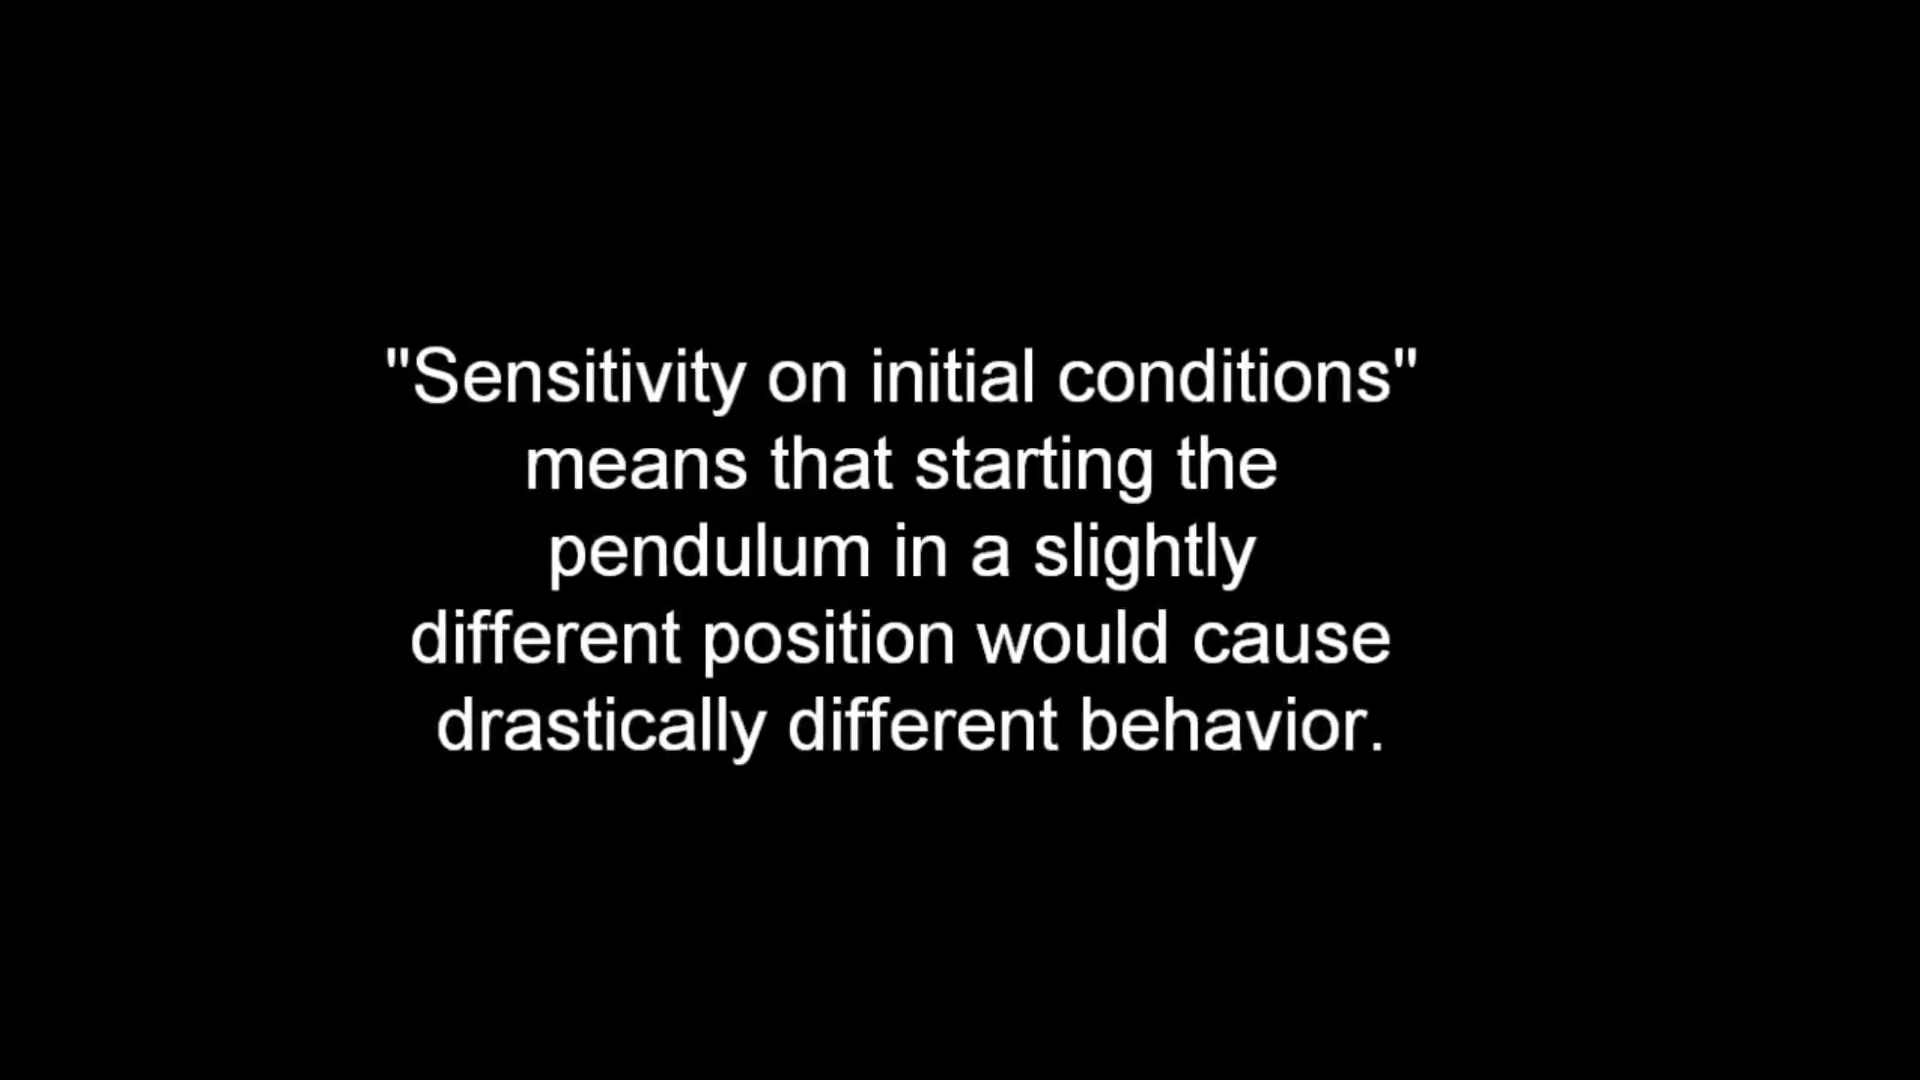 "Sensitivity on initial conditions"
means that starting the
pendulum in a slightly
different position would cause
drastically different behavior.